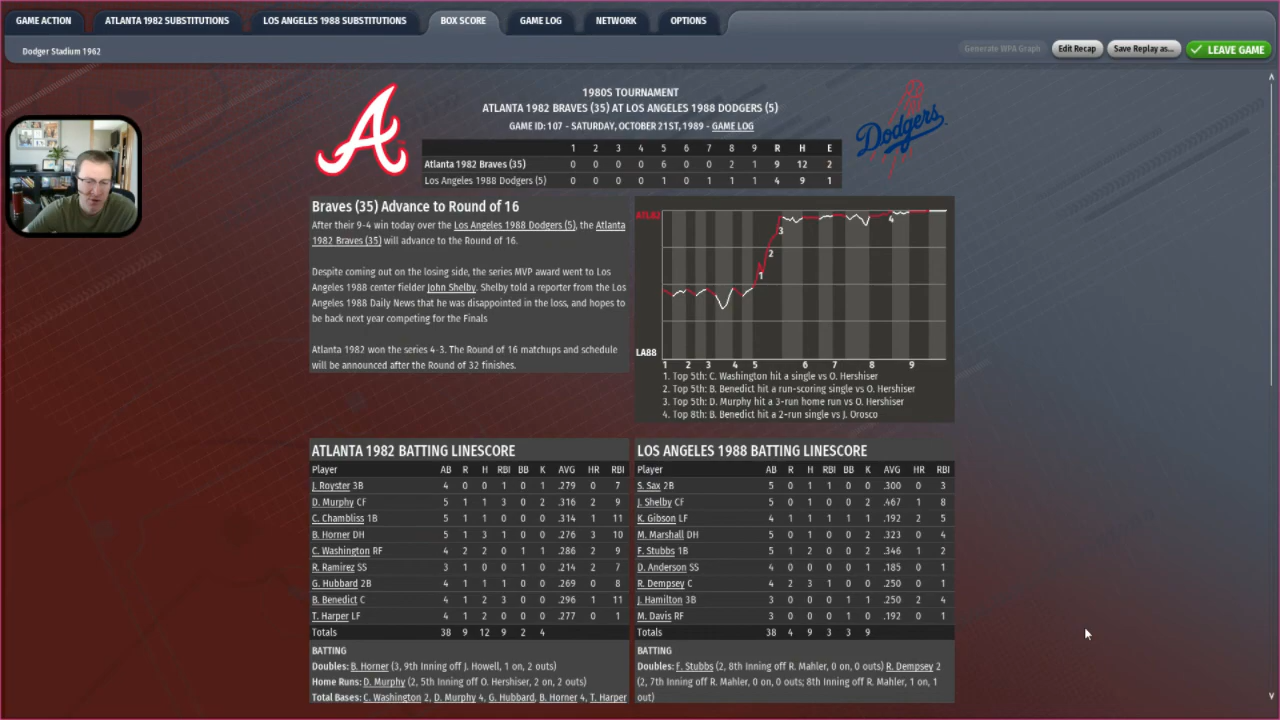 GAME ACTION
ATLANTA 1982 SUBSTITUTIONS
LOS ANGELES 1988 SUBSTITUTIONS
BOX SCORE
GAME LOG
NETWORK
OPTIONS
Dodger Stadium 1962
Generate WPA Graph
Edit Recap
Save Replay as...
LEAVE GAME
1980S TOURNAMENT
ATLANTA 1982 BRAVES (35) AT LOS ANGELES 1988 DODGERS (5)
GAME ID: 107 - SATURDAY, OCTOBER 21ST, 1989 - GAME LOG
Dodgers
1 2 3 4 5 6 7 8 9 R H E
Atlanta 1982 Braves (35) 0 0 0 0 6 0 0 2 1 9 12 2
Los Angeles 1988 Dodgers (5) 0 0 0 0 1 0 1 1 1 4 9 1
Braves (35) Advance to Round of 16
After their 9-4 win today over the Los Angeles 1988 Dodgers (5), the Atlanta
1982 Braves (35) will advance to the Round of 16.
Despite coming out on the losing side, the series MVP award went to Los
Angeles 1988 center fielder John Shelby. Shelby told a reporter from the Los
Angeles 1988 Daily News that he was disappointed in the loss, and hopes to
be back next year competing for the Finals
Atlanta 1982 won the series 4-3. The Round of 16 matchups and schedule
will be announced after the Round of 32 finishes.
ATL82
1
2
3
4
LA88
1 2 3 4 5 6 7 8 9
1. Top 5th: C. Washington hit a single vs O. Hershiser
2. Top 5th: B. Benedict hit a run-scoring single vs O. Hershiser
3. Top 5th: D. Murphy hit a 3-run home run vs O. Hershiser
4. Top 8th: B. Benedict hit a 2-run single vs J. Orosco
ATLANTA 1982 BATTING LINESCORE
Player AB R H RBI BB K AVG HR RBI
J. Royster 3B 4 0 0 1 0 1 .279 0 7
D. Murphy CF 5 1 1 3 0 2 .316 2 9
C. Chambliss 1B 5 1 1 0 0 0 .314 1 11
B. Horner DH 5 1 3 1 0 0 .276 3 10
C. Washington RF 4 2 2 0 1 1 .286 2 9
R. Ramirez SS 3 1 0 0 1 0 .214 2 7
G. Hubbard 2B 4 1 1 1 0 0 .269 0 8
B. Benedict C 4 1 2 3 0 0 .296 1 11
T. Harper LF 4 1 2 0 0 0 .277 0 1
Totals 38 9 12 9 2 4
BATTING
Doubles: B. Horner (3, 9th Inning off J. Howell, 1 on, 2 outs)
Home Runs: D. Murphy (2, 5th Inning off O. Hershiser, 2 on, 2 outs)
Total Bases: C. Washington 2, D. Murphy 4, G. Hubbard, B. Horner 4, T. Harper
LOS ANGELES 1988 BATTING LINESCORE
Player AB R H RBI BB K AVG HR RBI
S. Sax 2B 5 0 1 1 0 0 .300 0 3
J. Shelby CF 5 0 1 0 0 2 .467 1 8
K. Gibson LF 4 1 1 1 1 1 .192 2 5
M. Marshall DH 5 0 1 0 0 2 .323 0 4
F. Stubbs 1B 5 1 2 0 0 2 .346 1 2
D. Anderson SS 4 0 0 0 0 1 .185 0 1
R. Dempsey C 4 2 3 1 0 0 .250 0 1
J. Hamilton 3B 3 0 0 0 1 1 .250 2 4
M. Davis RF 3 0 0 0 1 0 .192 0 1
Totals 38 4 9 3 3 9
BATTING
Doubles: F. Stubbs (2, 8th Inning off R. Mahler, 0 on, 0 outs) R. Dempsey 2
(2, 7th Inning off R. Mahler, 0 on, 0 outs; 8th Inning off R. Mahler, 1 on, 1
out)